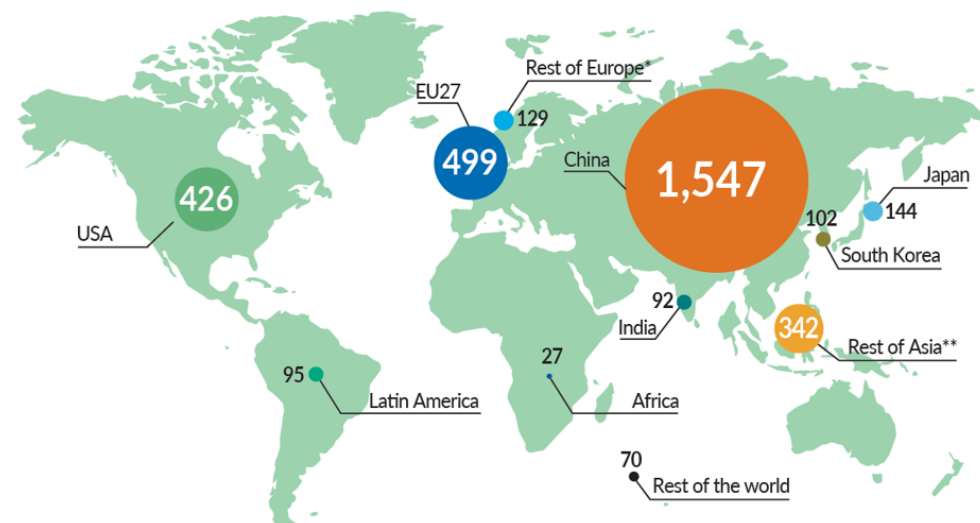 Rest of Europe*
EU27
129
499
China
1,547
Japan
426
144
102
USA
South Korea
92
India
342
Rest of Asia**
27
95
Latin America
Africa
70
Rest of the world